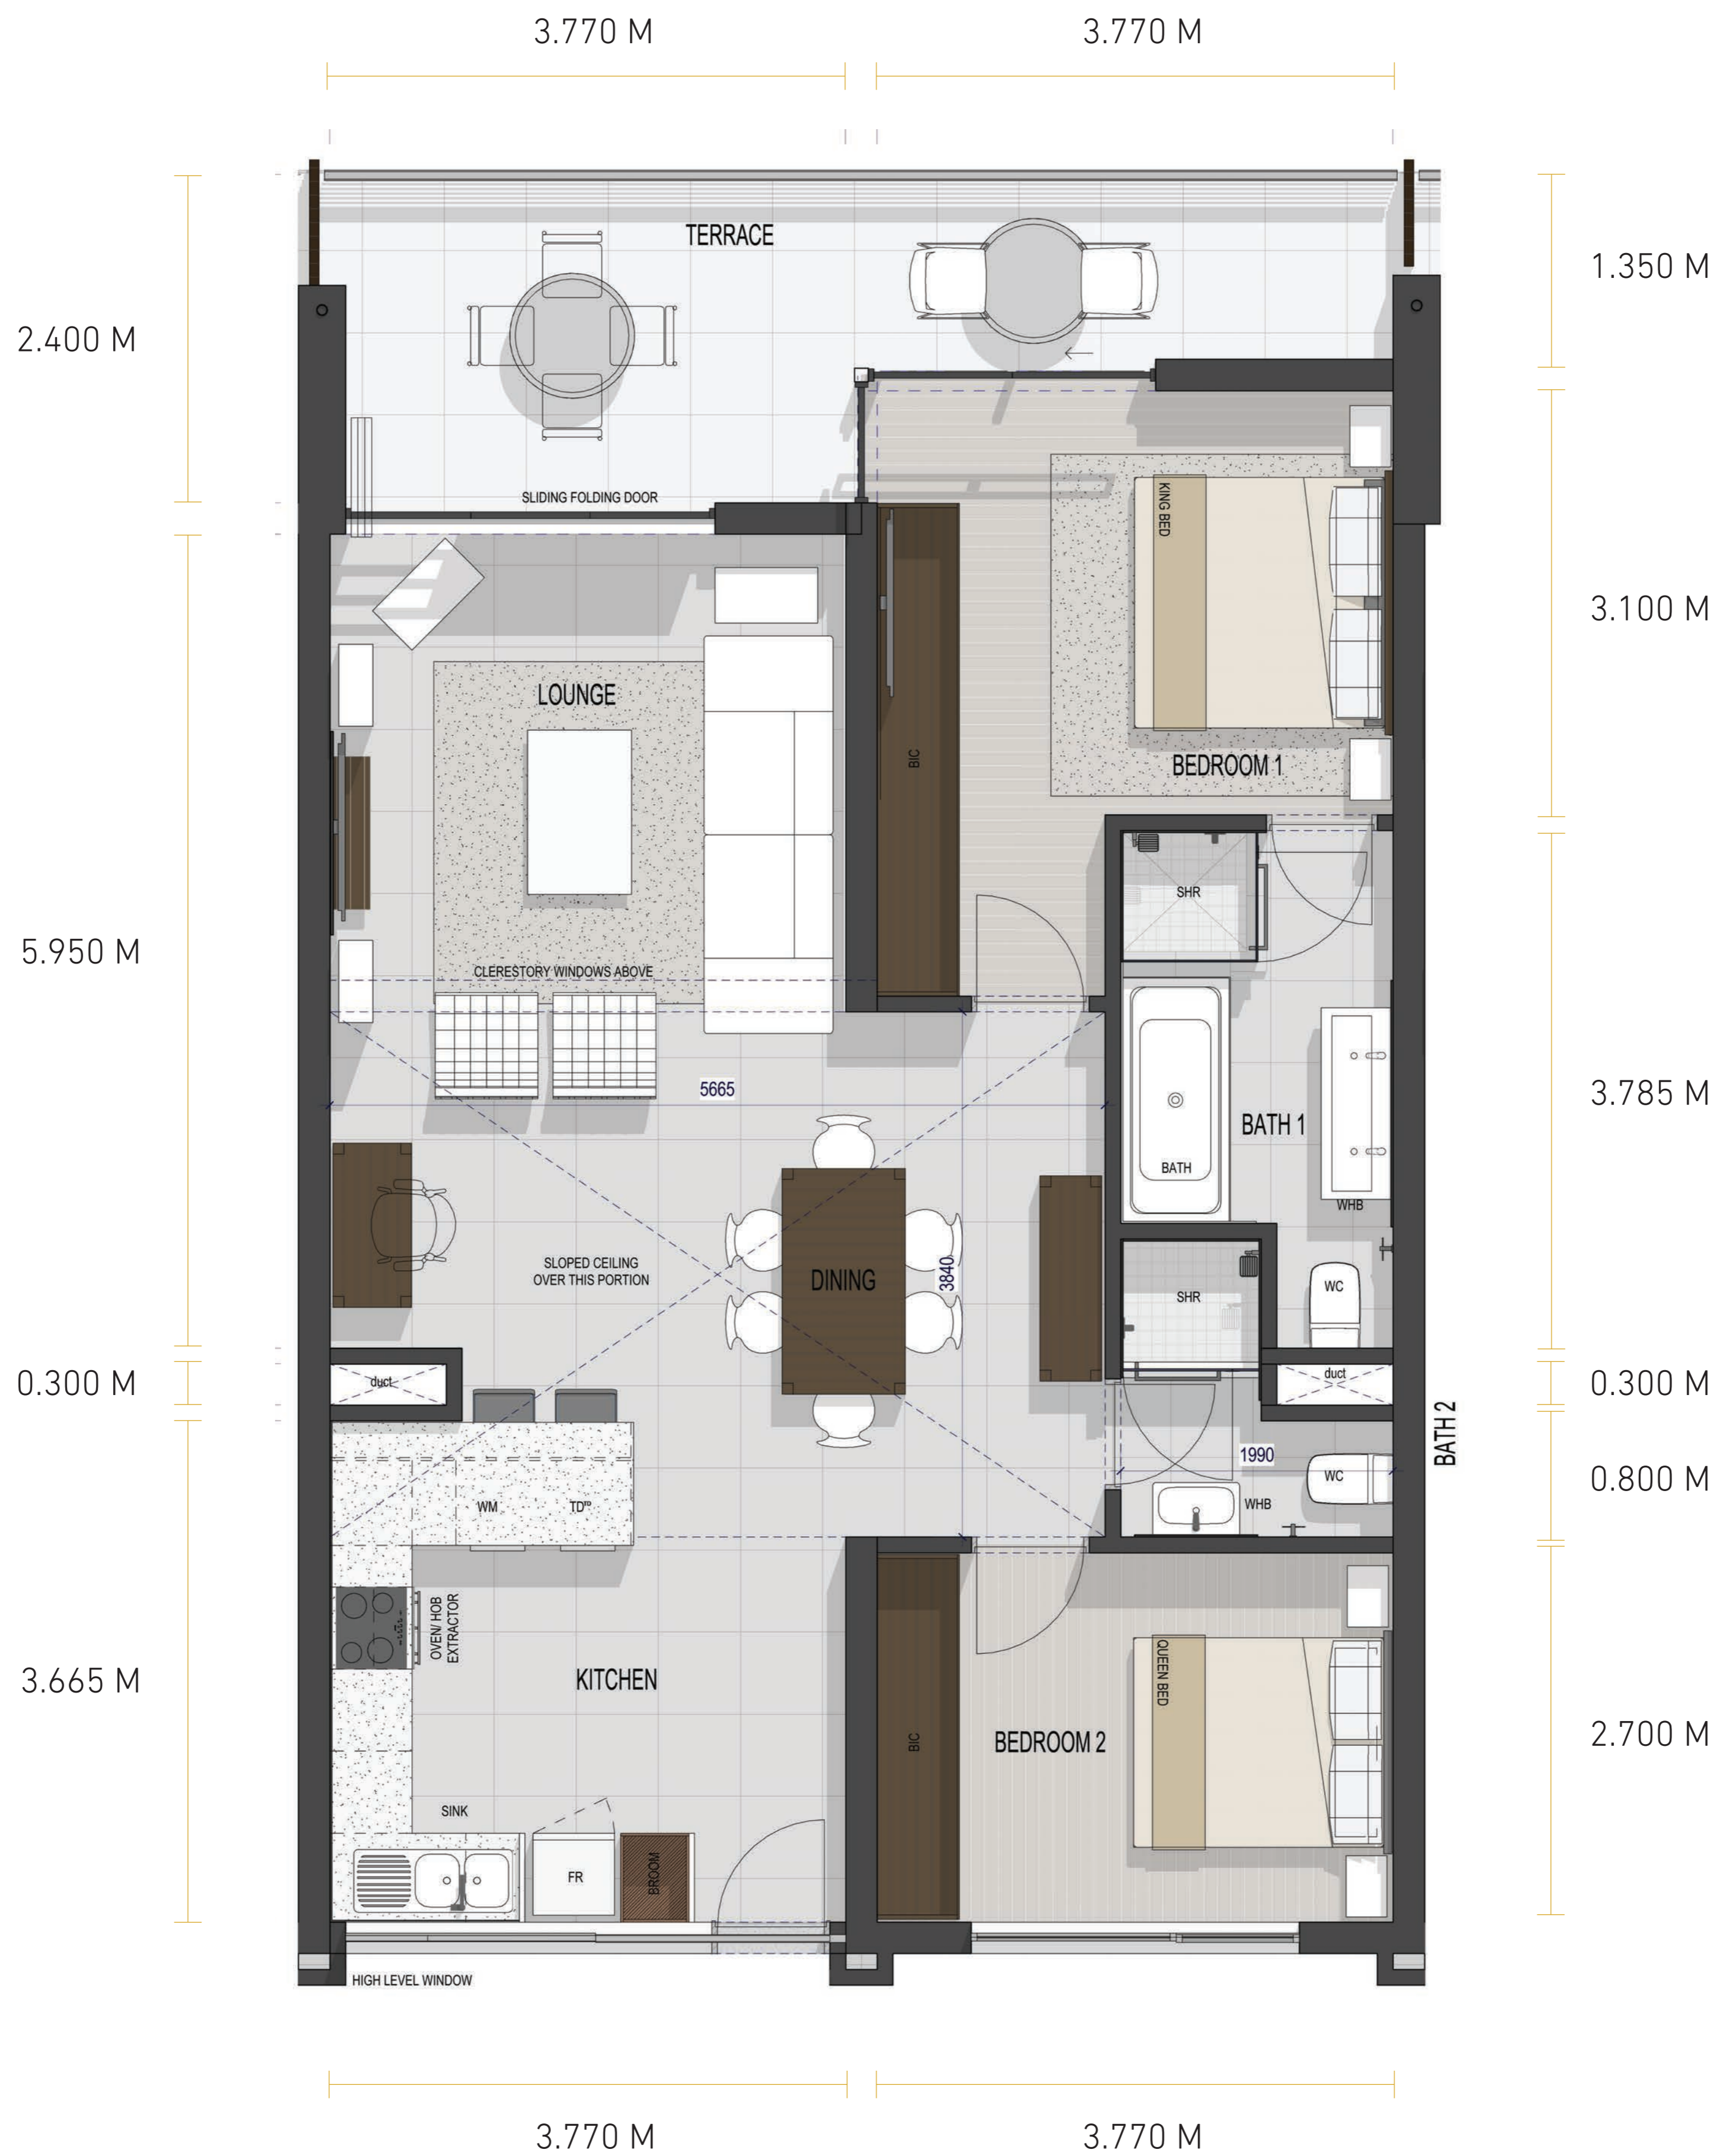 3.770 M
3.770 M
TERRACE
1.350 M
2.400 M
SLIDING FOLDING DOOR
KING BED
3.100 M
LOUNGE
BIC
BEDROOM 1
SHR
5.950 M
CLERESTORY WINDOWS ABOVE
5665
3.785 M
BATH 1
BATH
WHB
SLOPED CEILING
OVER THIS PORTION
DINING
3840
SHR
WC
0.300 M
duct
duct
0.300 M
BATH 2
1990
WC
0.800 M
WM
TD
WHB
OVEN/ HOB
EXTRACTOR
KITCHEN
3.665 M
QUEEN BED
BIC
BEDROOM 2
2.700 M
SINK
FR
BROOM
HIGH LEVEL WINDOW
3.770 M
3.770 M